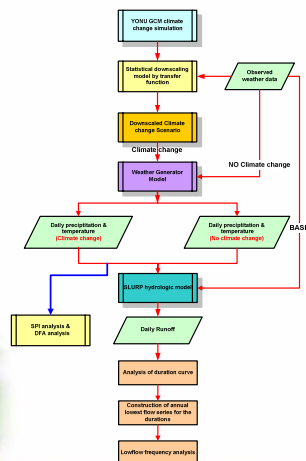 YONU GCM climate
change simulation
Statistical downscaling
model by transfer
function
Observed
weather data
Downscaled Climate
change Scenario
Climate change
NO Climate change
Weather Generator
Model
Daily precipitation &
temperature
(Climate change)
Daily precipitation &
temperature
(No climate change)
BASE
SLURP hydrologic model
SPI analysis &
DFA analysis
Daily Runoff
Analysis of duration curve
Construction of annual
lowest flow series for the
durations
Lowflow frequency analysis